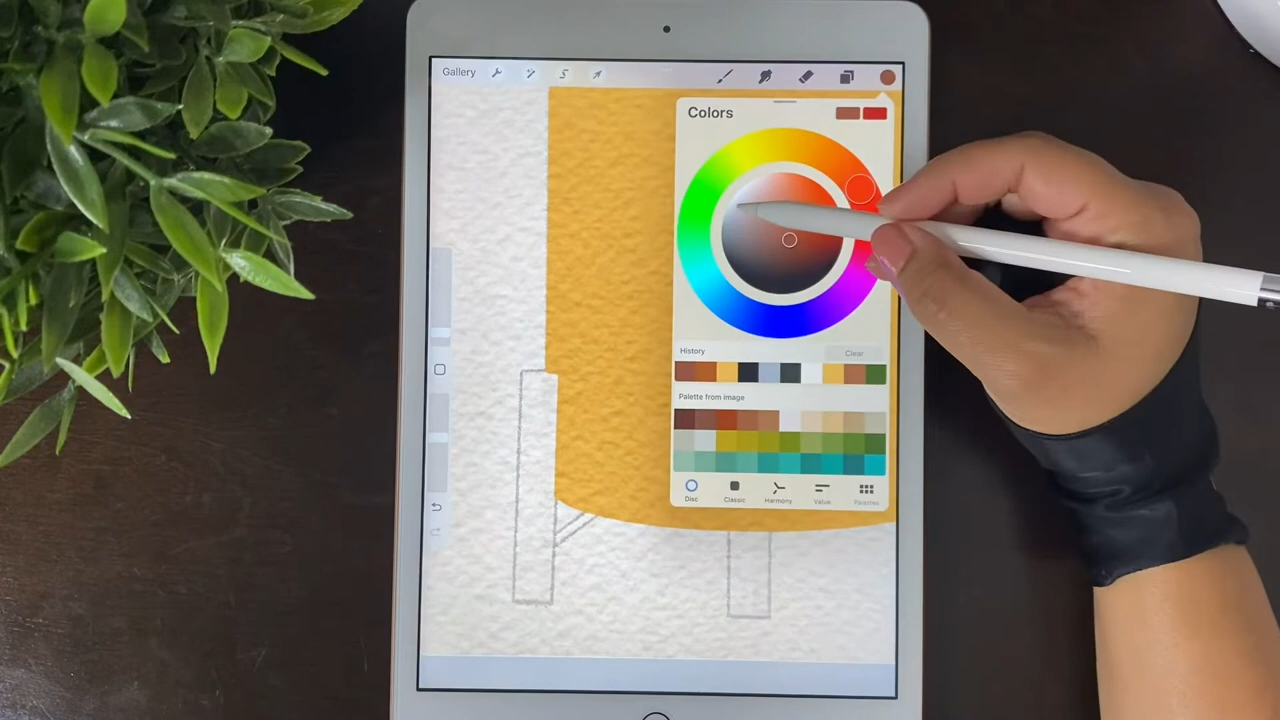 Gallery
Colors
History
Clear
Palette from image
Disc
Classic
Harmony
Value
Palettes